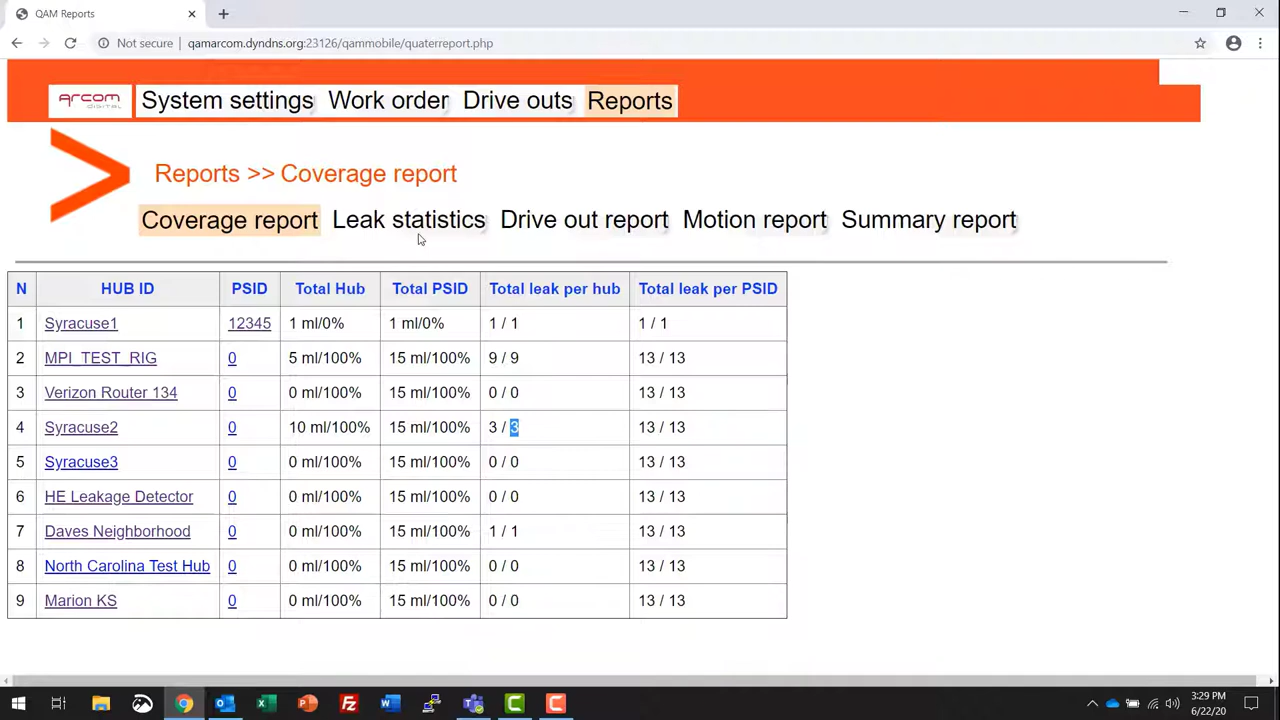 QAM Reports
Not secure
qamarcom.dyndns.org:23126/qammobile/quaterreport.php
arcom
DIGITAL
System settings Work order Drive outs Reports
Reports >> Coverage report
Coverage report Leak statistics Drive out report Motion report Summary report
N HUB ID PSID Total Hub Total PSID Total leak per hub Total leak per PSID
1 Syracuse1 12345 1 ml/0% 1 ml/0% 1 / 1 1 / 1
2 MPI_TEST_RIG 0 5 ml/100% 15 ml/100% 9 / 9 13 / 13
3 Verizon Router 134 0 0 ml/100% 15 ml/100% 0 / 0 13 / 13
4 Syracuse2 0 10 ml/100% 15 ml/100% 3 / 3 13 / 13
5 Syracuse3 0 0 ml/100% 15 ml/100% 0 / 0 13 / 13
6 HE Leakage Detector 0 0 ml/100% 15 ml/100% 0 / 0 13 / 13
7 Daves Neighborhood 0 0 ml/100% 15 ml/100% 1 / 1 13 / 13
8 North Carolina Test Hub 0 0 ml/100% 15 ml/100% 0 / 0 13 / 13
9 Marion KS 0 0 ml/100% 15 ml/100% 0 / 0 13 / 13
3:29 PM
6/22/20